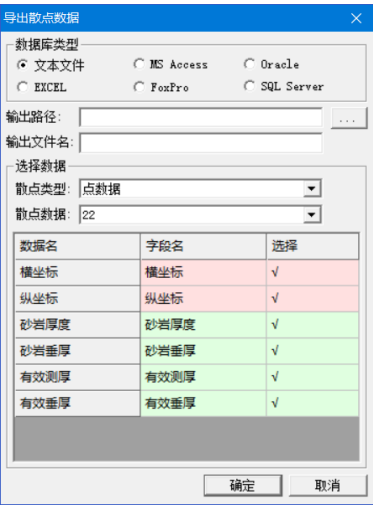 导出散点数据
数据库类型
文本文件 MS Access Oracle
EXCEL FoxPro SQL Server
输出路径: ...
输出文件名:
选择数据
散点类型: 点数据
散点数据: 22
数据名 字段名 选择
横坐标 横坐标 √
纵坐标 纵坐标 √
砂岩厚度 砂岩厚度 √
砂岩垂厚 砂岩垂厚 √
有效测厚 有效测厚 √
有效垂厚 有效垂厚 √
确定 取消